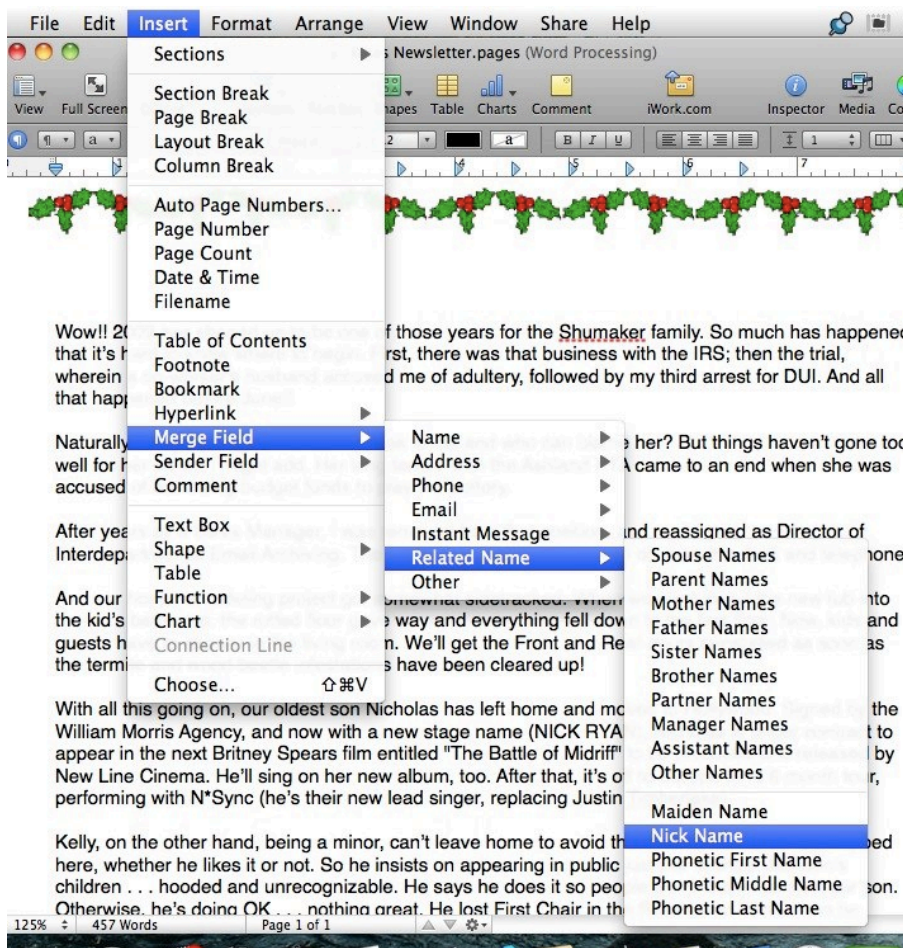 File Edit Insert Format Arrange View Window Share Help
s Newsletter.pages (Word Processing)
View Full Screen apes Table Charts Comment iWork.com Inspector Media Co
a a B I U 1
1 4 5 6 7
Sections
Section Break
Page Break
Layout Break
Column Break
Auto Page Numbers...
Page Number
Page Count
Date & Time
Filename
Table of Contents
Footnote
Bookmark
Hyperlink
Merge Field
Sender Field
Comment
Text Box
Shape
Table
Function
Chart
Connection Line
Choose... ⇧⌘V
Name
Address
Phone
Email
Instant Message
Related Name
Other
Spouse Names
Parent Names
Mother Names
Father Names
Sister Names
Brother Names
Partner Names
Manager Names
Assistant Names
Other Names
Maiden Name
Nick Name
Phonetic First Name
Phonetic Middle Name
Phonetic Last Name
Wow!! 20 f those years for the Shumaker family. So much has happened
that it's h rst, there was that business with the IRS; then the trial,
wherein d me of adultery, followed by my third arrest for DUI. And all
that happ
Naturally her? But things haven't gone too
well for h A came to an end when she was
accused
After yea and reassigned as Director of
Interdep hone
And our nto
the kid's e way and everything fell dow and
guests h m. We'll get the Front and Re as
the termi s have been cleared up!
With all this going on, our oldest son Nicholas has left home and mo the
William Morris Agency, and now with a new stage name (NICK RYA t to
appear in the next Britney Spears film entitled "The Battle of Midriff" by
New Line Cinema. He'll sing on her new album, too. After that, it's o ur,
performing with N*Sync (he's their new lead singer, replacing Justin
Kelly, on the other hand, being a minor, can't leave home to avoid th ped
here, whether he likes it or not. So he insists on appearing in public
children . . . hooded and unrecognizable. He says he does it so peo son.
Otherwise, he's doing OK . . . nothing great. He lost First Chair in the
125% 457 Words Page 1 of 1